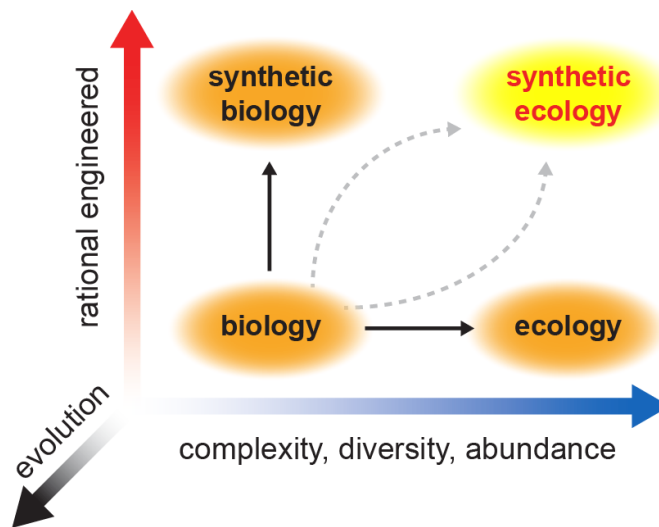 synthetic
biology
synthetic
ecology
rational engineered
biology
ecology
evolution
complexity, diversity, abundance